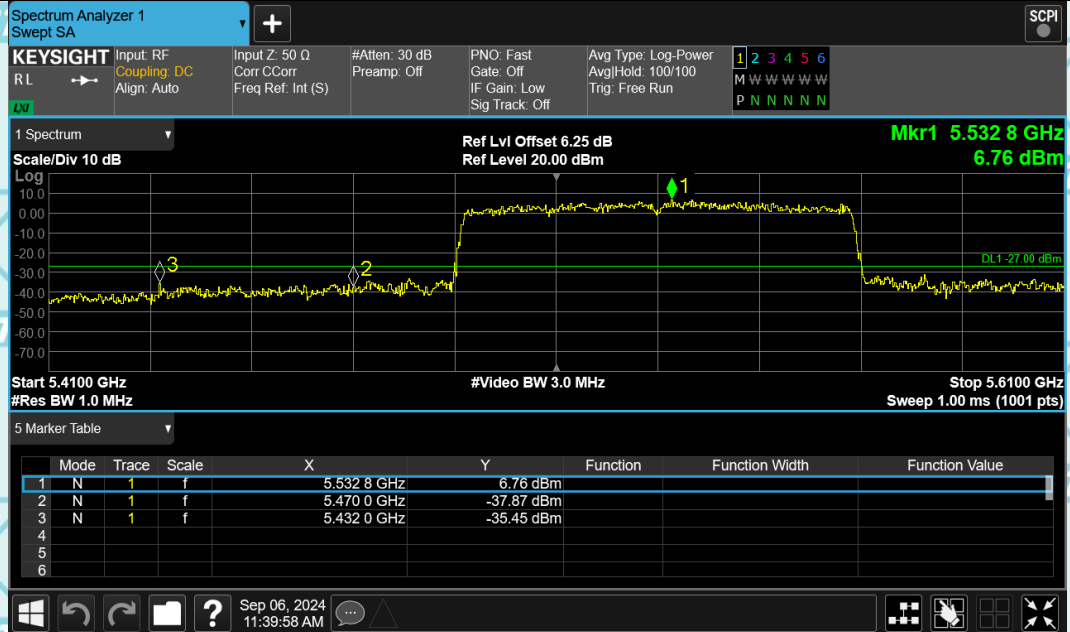 Spectrum Analyzer 1
Swept SA
+
SCPI
KEYSIGHT
R L
LXI
Input: RF
Coupling: DC
Align: Auto
Input Z: 50 Ω
Corr CCorr
Freq Ref: Int (S)
#Atten: 30 dB
Preamp: Off
PNO: Fast
Gate: Off
IF Gain: Low
Sig Track: Off
Avg Type: Log-Power
Avg|Hold: 100/100
Trig: Free Run
1 2 3 4 5 6
M W W W W W
P N N N N N
1 Spectrum
Scale/Div 10 dB
Ref Lvl Offset 6.25 dB
Ref Level 20.00 dBm
Mkr1 5.532 8 GHz
6.76 dBm
Log
10.0
0.00
-10.0
-20.0
-30.0
-40.0
-50.0
-60.0
-70.0
1
2
3
DL1 -27.00 dBm
Start 5.4100 GHz
#Video BW 3.0 MHz
Stop 5.6100 GHz
#Res BW 1.0 MHz
Sweep 1.00 ms (1001 pts)
5 Marker Table
Mode Trace Scale X Y Function Function Width Function Value
1 N 1 f 5.532 8 GHz 6.76 dBm
2 N 1 f 5.470 0 GHz -37.87 dBm
3 N 1 f 5.432 0 GHz -35.45 dBm
4
5
6
?
Sep 06, 2024
11:39:58 AM